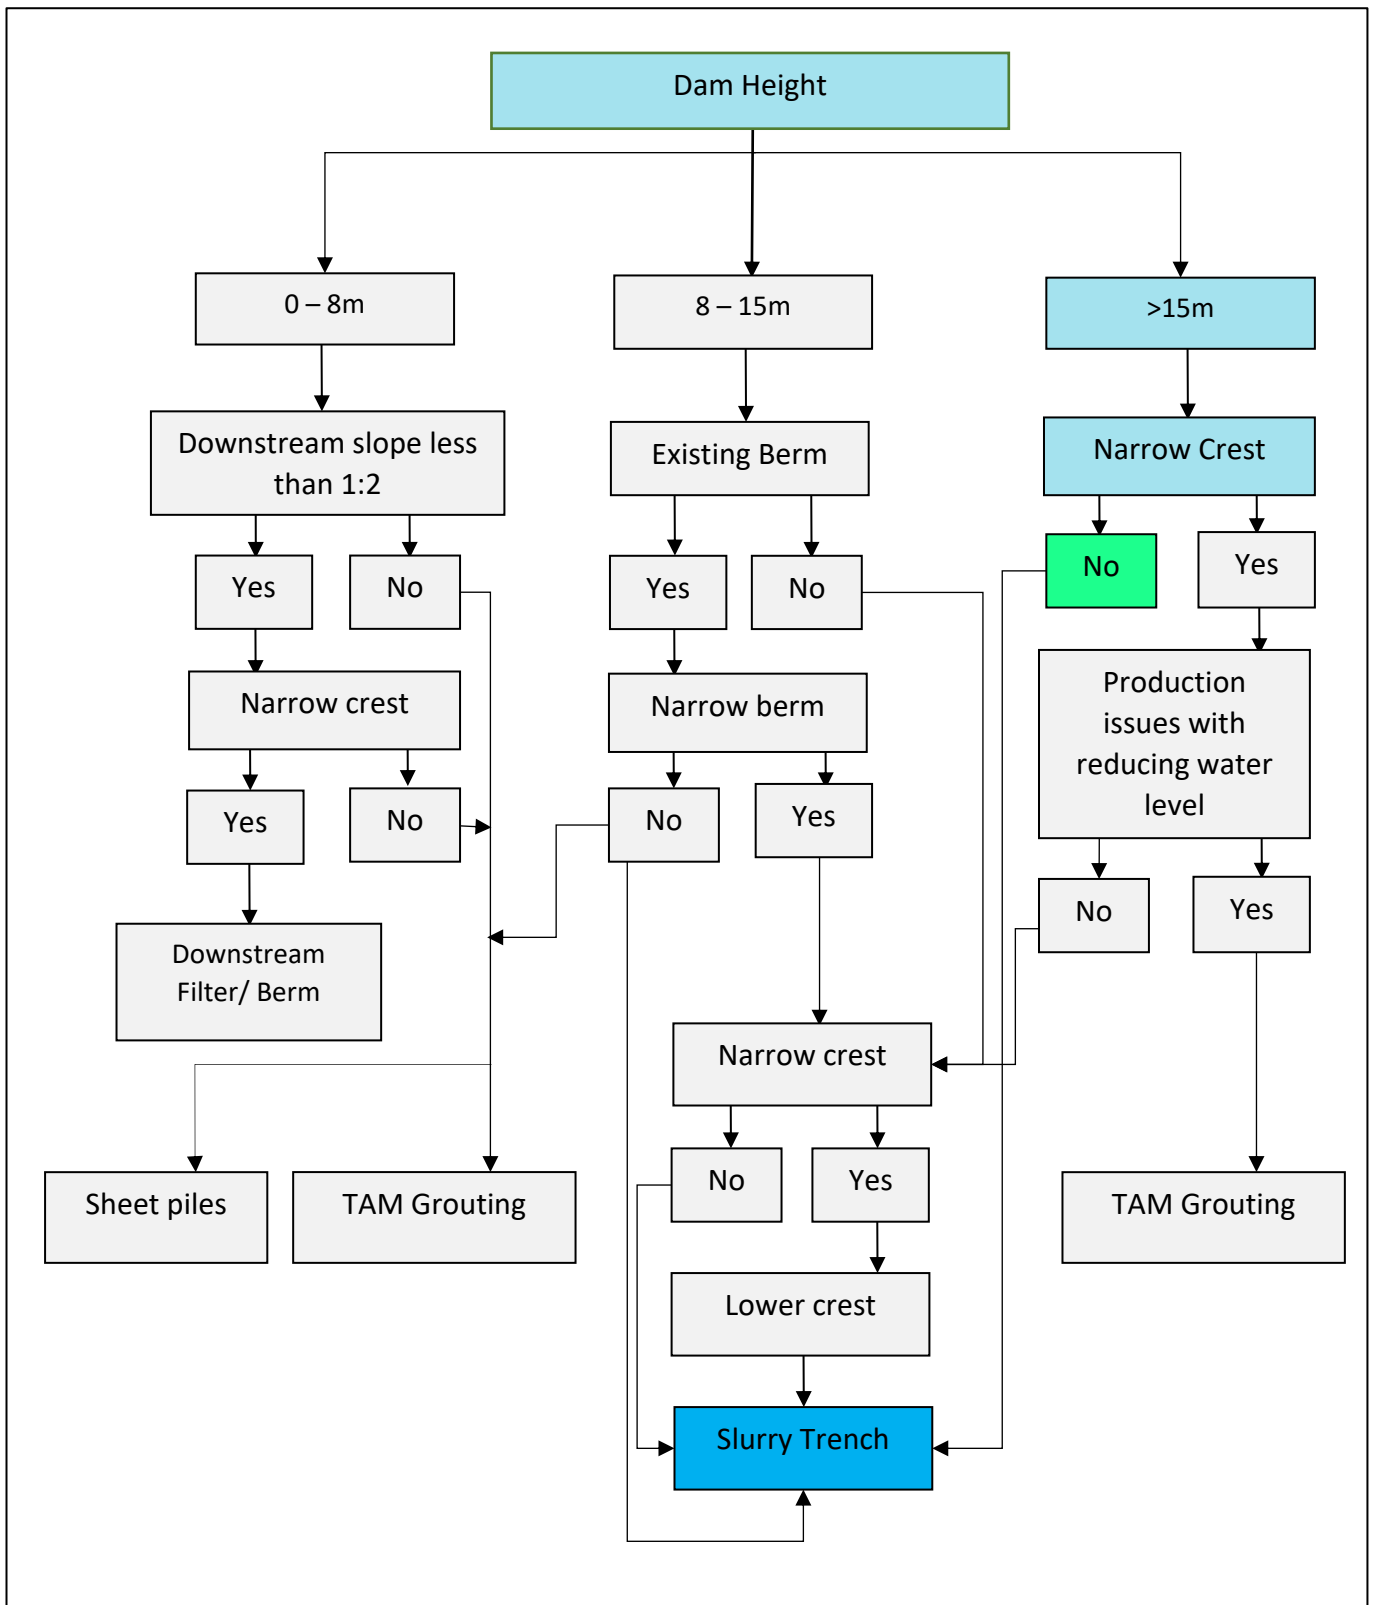 Dam Height
0 – 8m
8 – 15m
>15m
Downstream slope less
than 1:2
Existing Berm
Narrow Crest
Yes
No
Yes
No
No
Yes
Narrow crest
Narrow berm
Production
issues with
reducing water
level
Yes
No
No
Yes
No
Yes
Downstream
Filter/ Berm
Narrow crest
No
Yes
Sheet piles
TAM Grouting
TAM Grouting
Lower crest
Slurry Trench